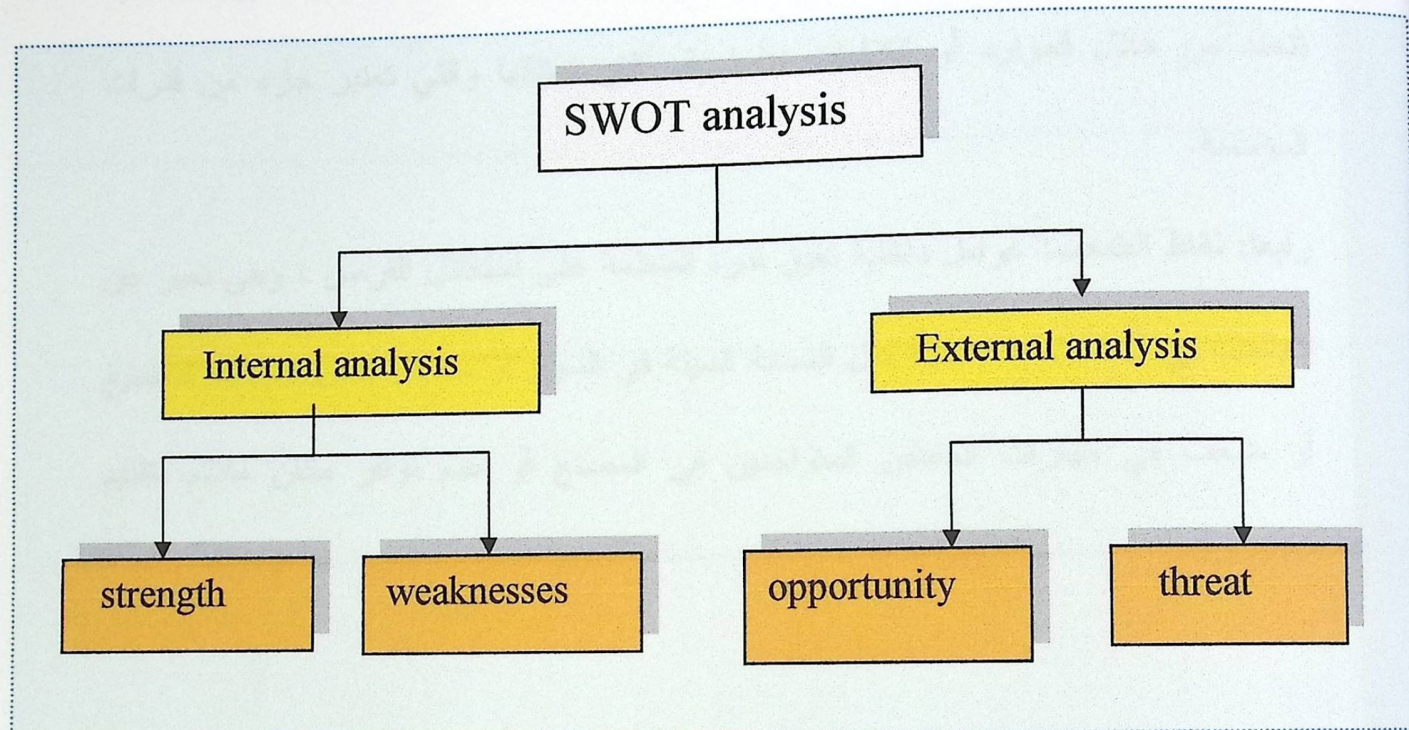 SWOT analysis
Internal analysis
External analysis
strength
weaknesses
opportunity
threat